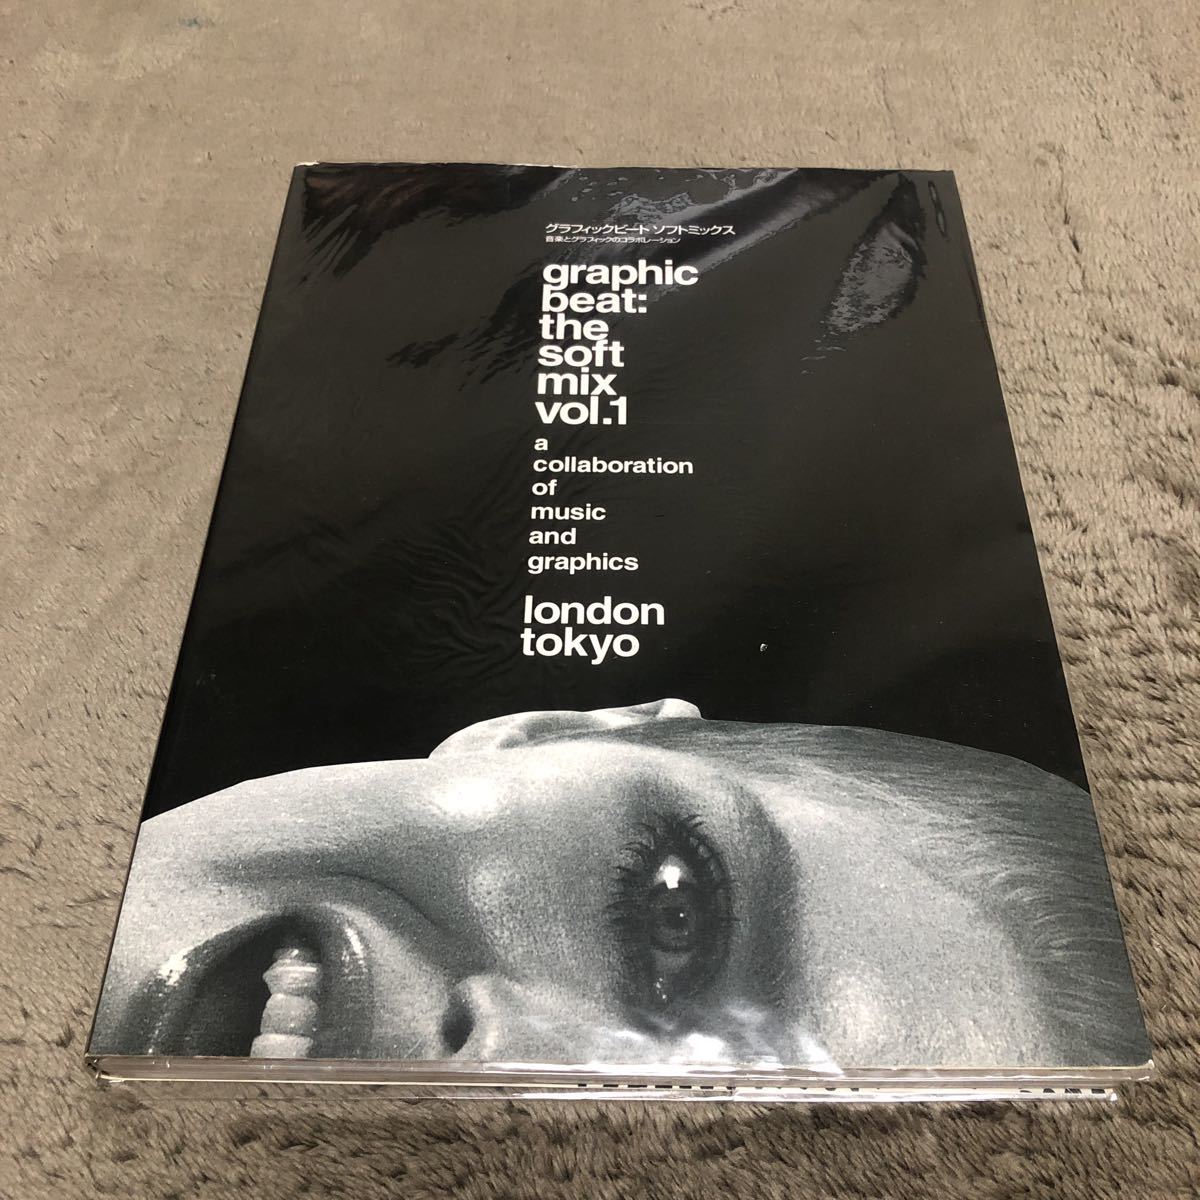 グラフィックビート ソフトミックス
音楽とグラフィックのコラボレーション
graphic
beat:
the
soft
mix
vol.1
a
collaboration
of
music
and
graphics
london
tokyo